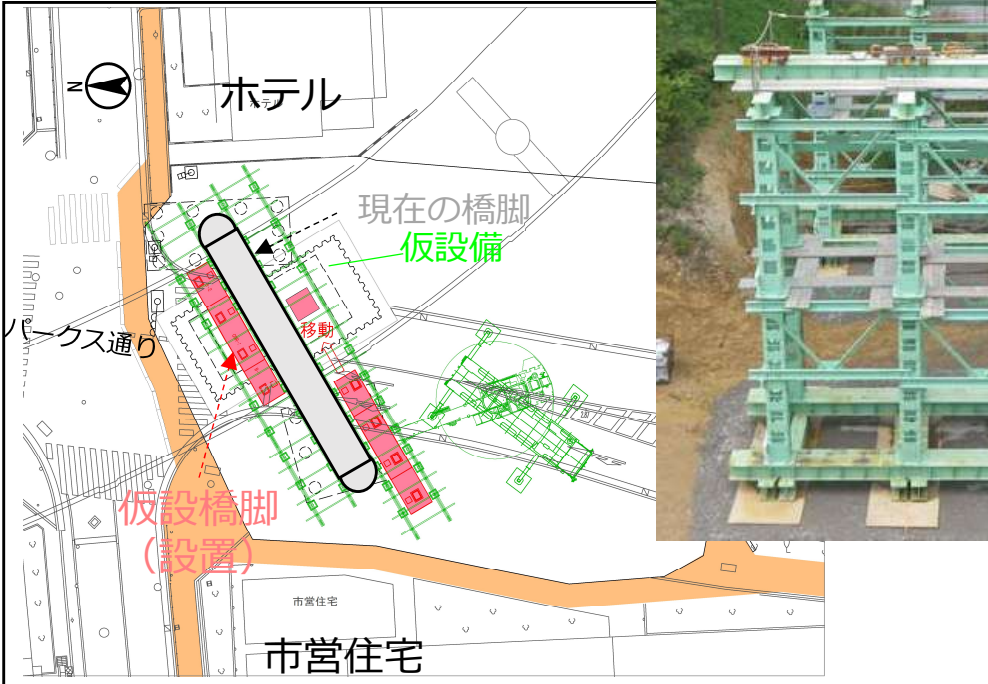 ホテル
ホテル
N
現在の橋脚
仮設備
移動
パークス通り
仮設橋脚
（設置）
市営住宅
市営住宅